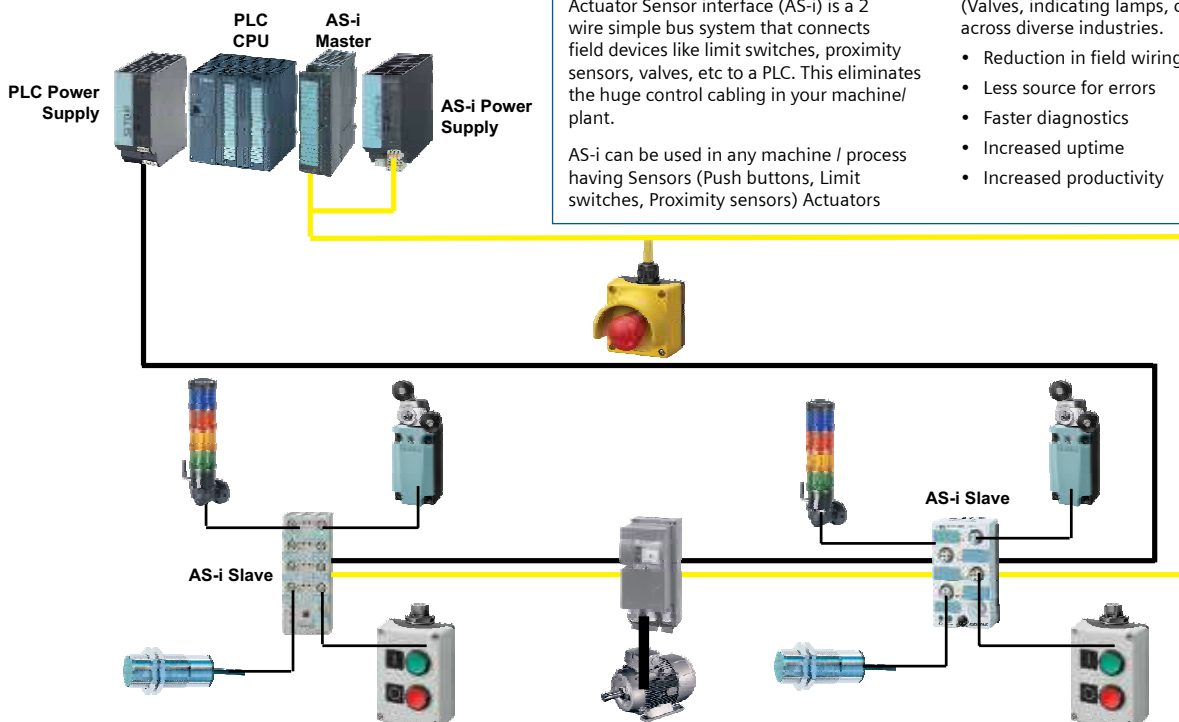 Actuator Sensor interface (AS-i) is a 2
wire simple bus system that connects
field devices like limit switches, proximity
sensors, valves, etc to a PLC. This eliminates
the huge control cabling in your machine/
plant.
AS-i can be used in any machine / process
having Sensors (Push buttons, Limit
switches, Proximity sensors) Actuators
(Valves, indicating lamps,
across diverse industries.
• Reduction in field wiring
• Less source for errors
• Faster diagnostics
• Increased uptime
• Increased productivity
PLC
CPU
AS-i
Master
PLC Power
Supply
AS-i Power
Supply
AS-i Slave
AS-i Slave